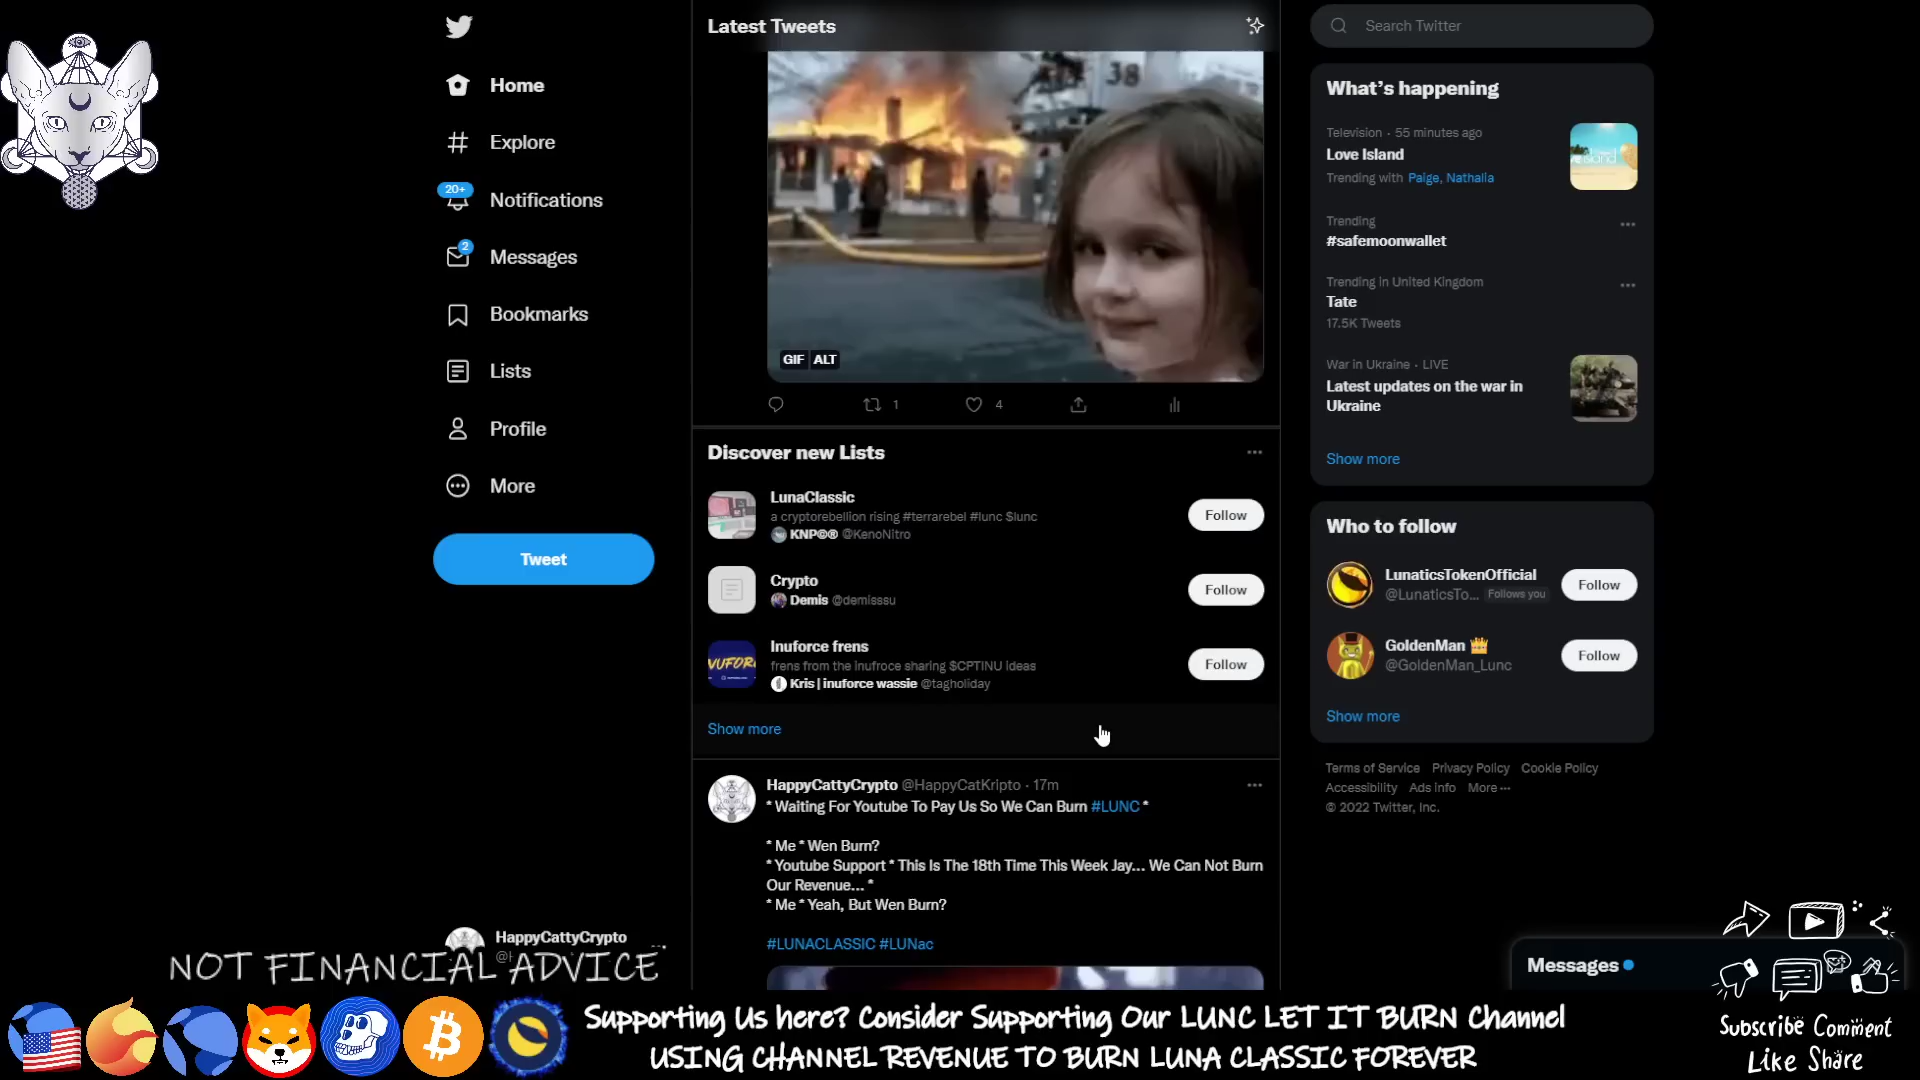 Latest Tweets
Home
Explore
20+
Notifications
2
Messages
Bookmarks
Lists
Profile
More
Tweet
38
GIF ALT
1
4
Discover new Lists
LunaClassic
a cryptorebellion rising #terrarebel #lunc $lunc
KNP©® @KenoNitro
Follow
Crypto
Demis @demisssu
Follow
Inuforce frens
frens from the inufroce sharing $CPTINU ideas
Kris | inuforce wassie @tagholiday
Follow
Show more
HappyCattyCrypto @HappyCatKripto · 17m
* Waiting For Youtube To Pay Us So We Can Burn #LUNC *
* Me * Wen Burn?
* Youtube Support * This Is The 18th Time This Week Jay... We Can Not Burn
Our Revenue... *
* Me * Yeah, But Wen Burn?
#LUNACLASSIC #LUNac
Search Twitter
What's happening
Television · 55 minutes ago
Love Island
Trending with Paige, Nathalia
Trending
#safemoonwallet
Trending in United Kingdom
Tate
17.5K Tweets
War in Ukraine · LIVE
Latest updates on the war in
Ukraine
Show more
Who to follow
LunaticsTokenOfficial
@LunaticsTo... Follows you
Follow
GoldenMan
@GoldenMan_Lunc
Follow
Show more
Terms of Service Privacy Policy Cookie Policy
Accessibility Ads info More ...
© 2022 Twitter, Inc.
Messages
HappyCattyCrypto
NOT FINANCIAL ADVICE
Supporting Us here? Consider Supporting Our LUNC LET IT BURN Channel
USING CHANNEL REVENUE TO BURN LUNA CLASSIC FOREVER
Subscribe Comment
Like Share